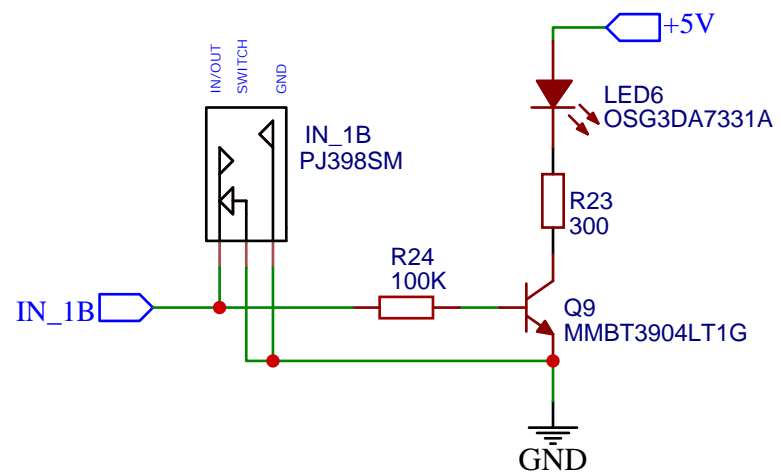 IN/OUT
SWITCH
GND
+5V
LED6
OSG3DA7331A
IN_1B
PJ398SM
R23
300
R24
100K
IN_1B
Q9
MMBT3904LT1G
GND